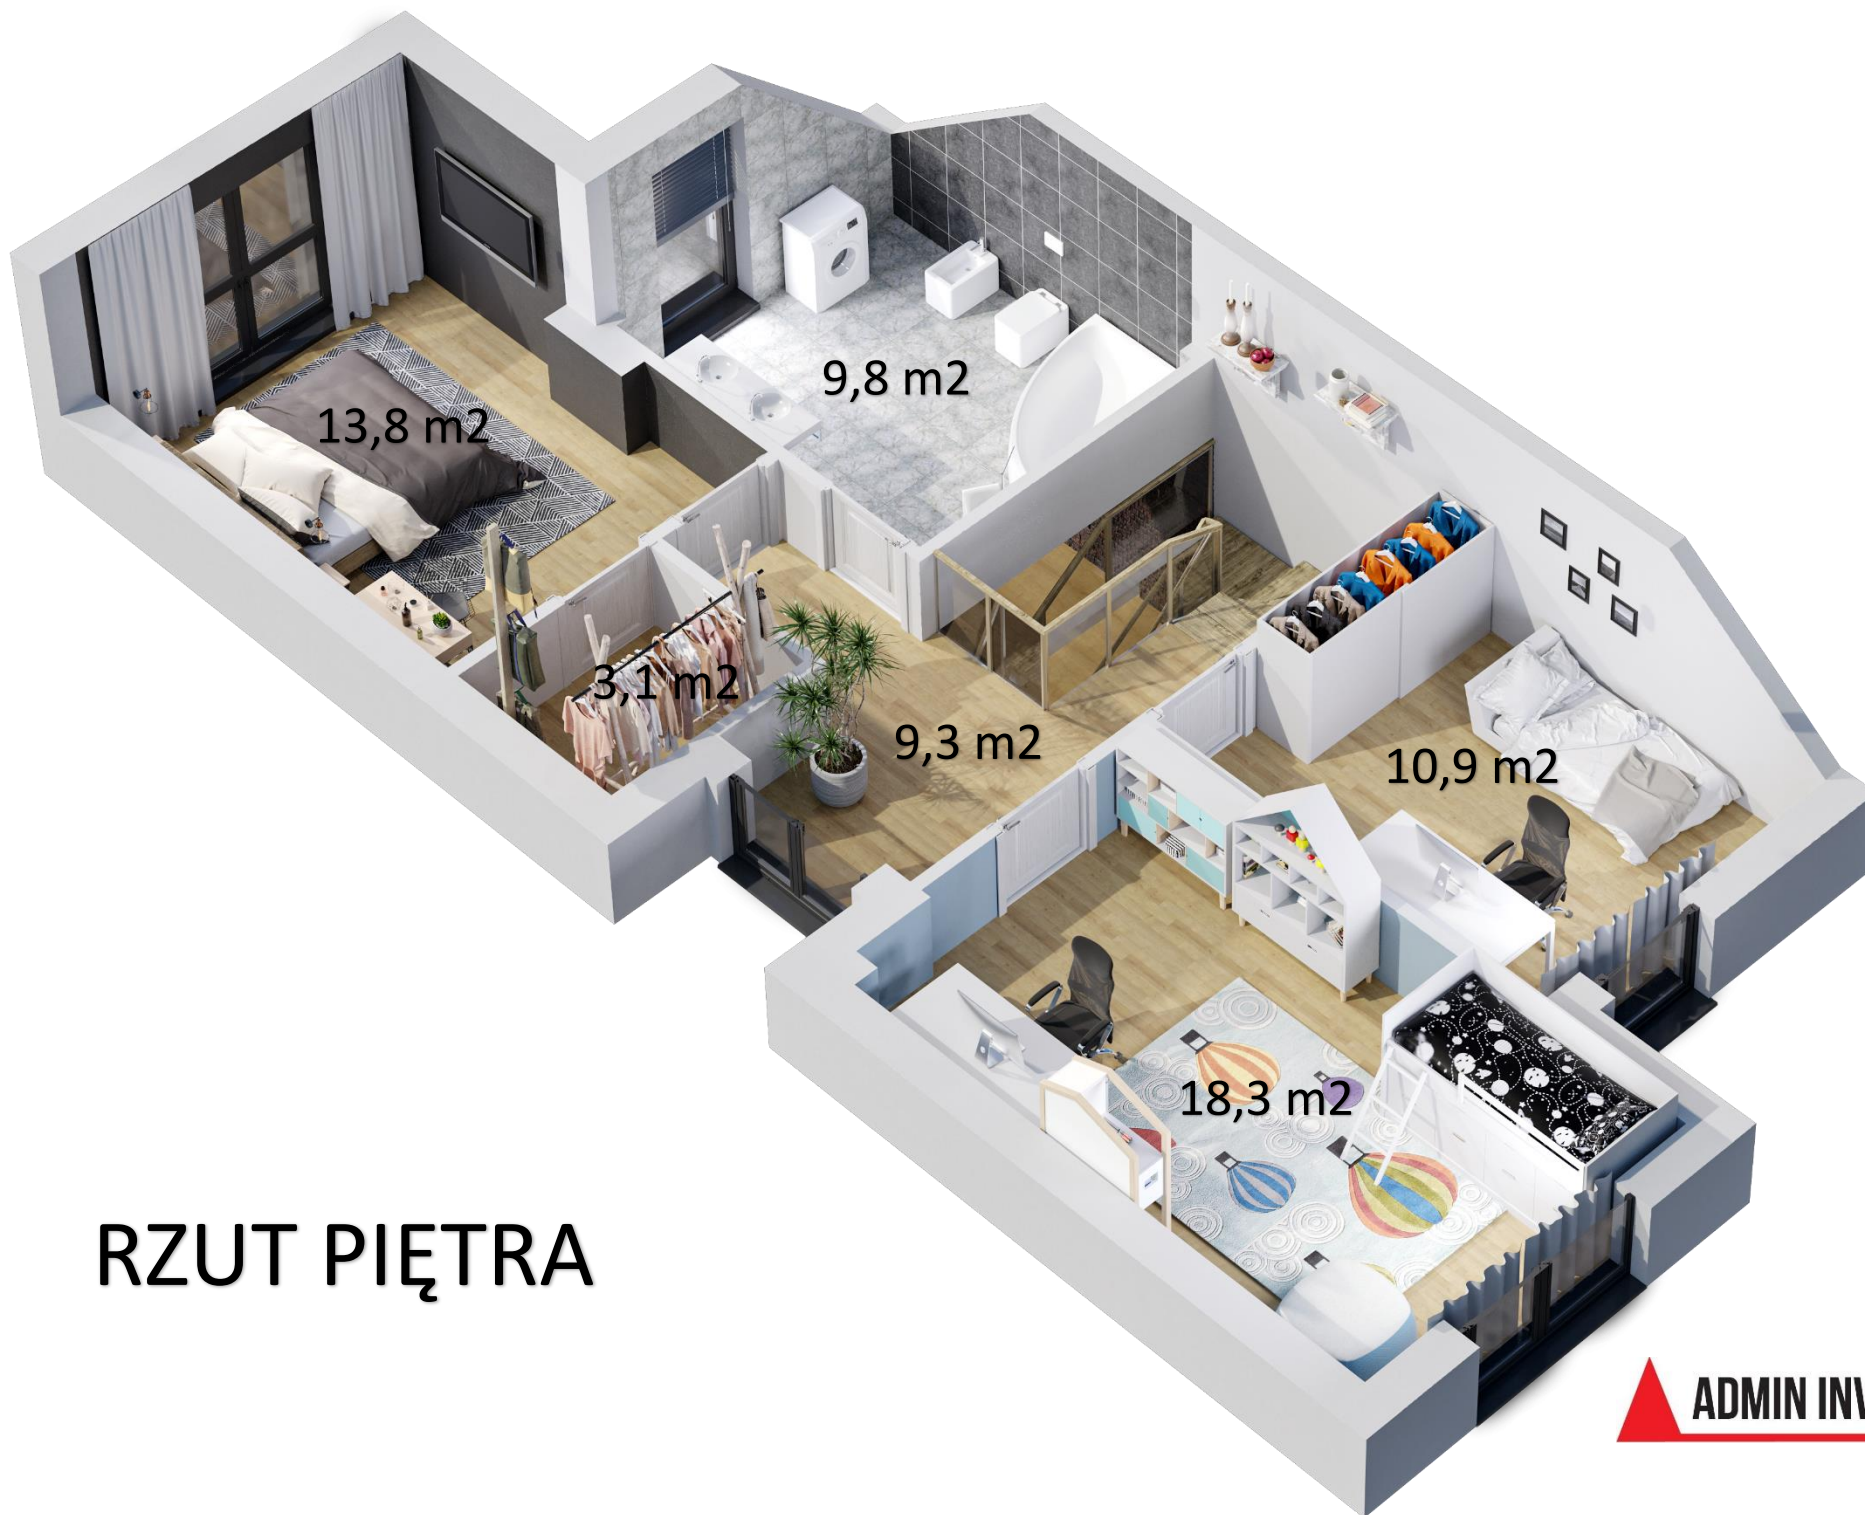 9,8 m2
13,8 m2
3,1 m2
9,3 m2
10,9 m2
18,3 m2
RZUT PIĘTRA
ADMIN INV